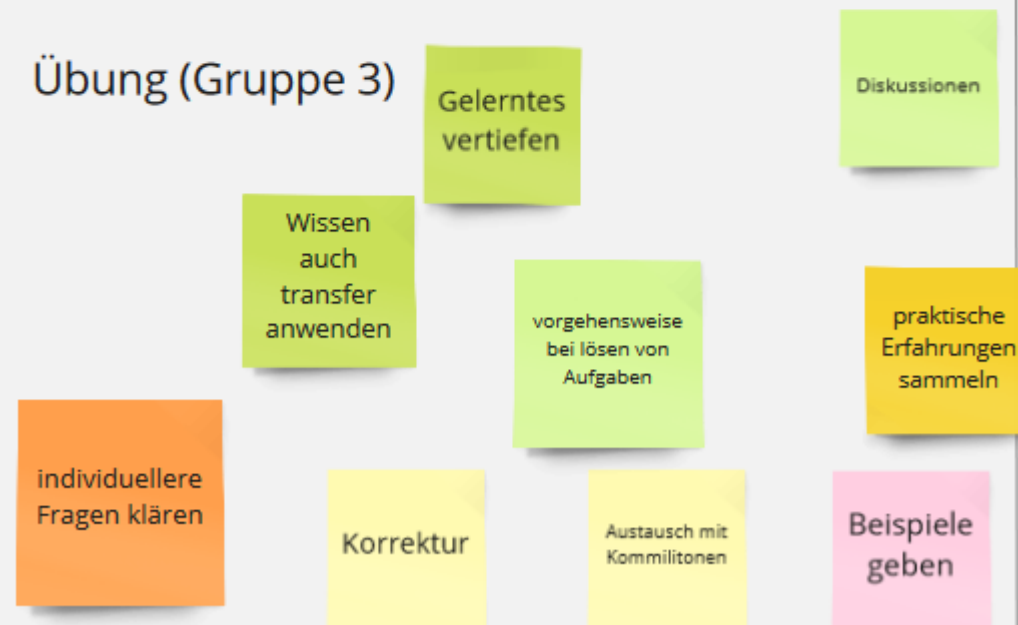 Übung (Gruppe 3)
Gelerntes
vertiefen
Diskussionen
Wissen
auch
transfer
anwenden
vorgehensweise
bei lösen von
Aufgaben
praktische
Erfahrungen
sammeln
individuellere
Fragen klären
Korrektur
Austausch mit
Kommilitonen
Beispiele
geben